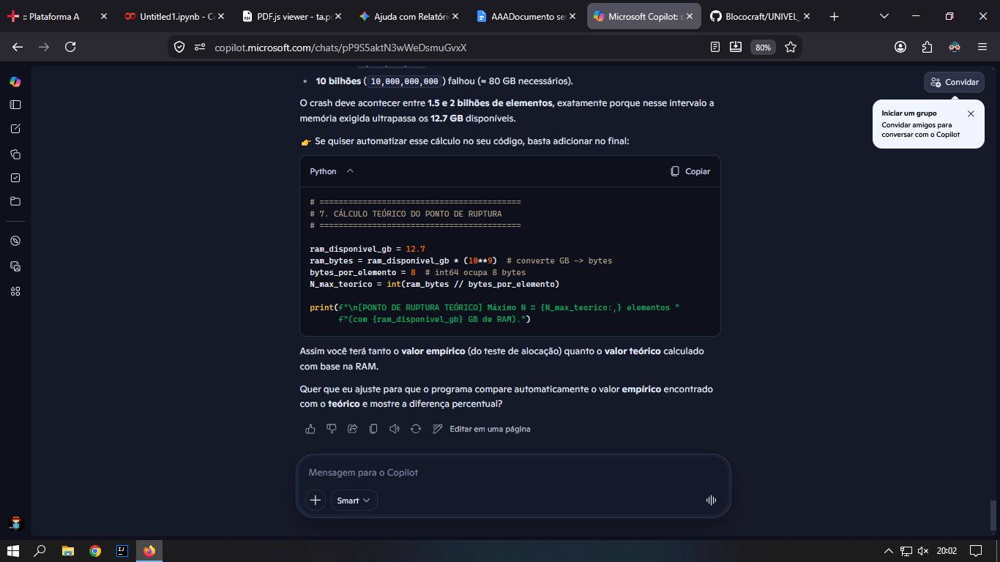 :: Plataforma A
Untitled1.ipynb - Co
PDF.js viewer - ta.po
Ajuda com Relatório
AAADocumento se
Microsoft Copilot: s
Blococraft/UNIVEL_
copilot.microsoft.com/chats/pP9S5aktN3wWeDsmuGvxX
80%
10 bilhões ( 10,000,000,000 ) falhou (≈ 80 GB necessários).
Convidar
O crash deve acontecer entre 1.5 e 2 bilhões de elementos, exatamente porque nesse intervalo a
memória exigida ultrapassa os 12.7 GB disponíveis.
Iniciar um grupo
Convidar amigos para
conversar com o Copilot
👉 Se quiser automatizar esse cálculo no seu código, basta adicionar no final:
Python
Copiar
# ==========================================
# 7. CÁLCULO TEÓRICO DO PONTO DE RUPTURA
# ==========================================
ram_disponivel_gb = 12.7
ram_bytes = ram_disponivel_gb * (10**9)  # converte GB -> bytes
bytes_por_elemento = 8  # int64 ocupa 8 bytes
N_max_teorico = int(ram_bytes // bytes_por_elemento)
print(f"\n[PONTO DE RUPTURA TEÓRICO] Máximo N ≈ {N_max_teorico:,} elementos "
f"(com {ram_disponivel_gb} GB de RAM).")
Assim você terá tanto o valor empírico (do teste de alocação) quanto o valor teórico calculado
com base na RAM.
Quer que eu ajuste para que o programa compare automaticamente o valor empírico encontrado
com o teórico e mostre a diferença percentual?
Editar em uma página
Mensagem para o Copilot
Smart
IJ
20:02